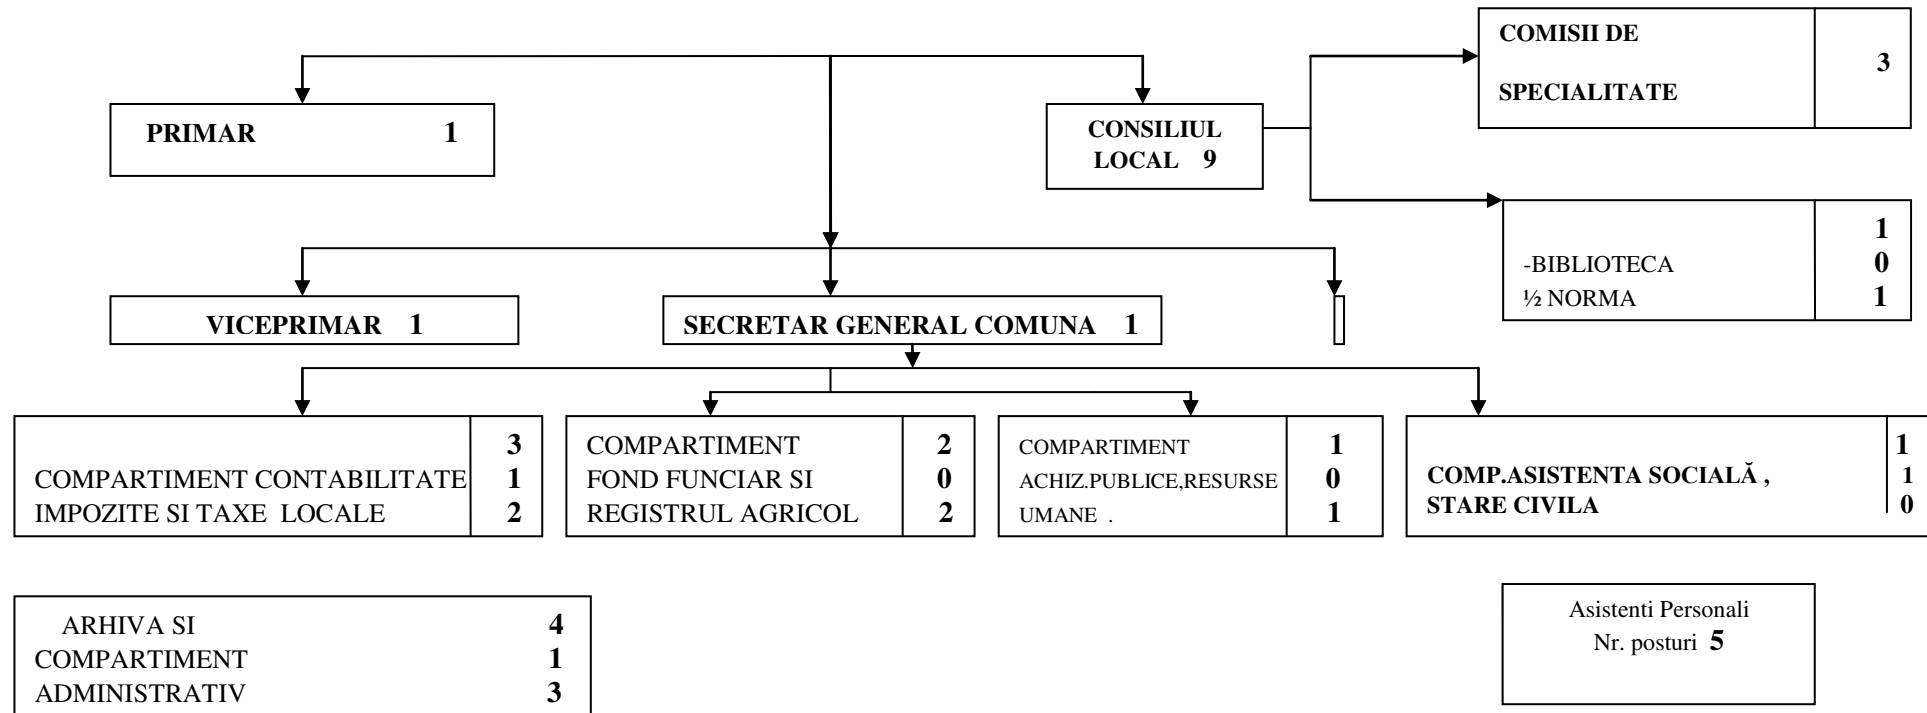 COMISII DE
3
SPECIALITATE
PRIMAR 1
CONSILIUL
LOCAL 9
1
-BIBLIOTECA 0
½ NORMA 1
VICEPRIMAR 1
SECRETAR GENERAL COMUNA 1
3
COMPARTIMENT CONTABILITATE 1
IMPOZITE SI TAXE LOCALE 2
COMPARTIMENT 2
FOND FUNCIAR SI 0
REGISTRUL AGRICOL 2
COMPARTIMENT 1
ACHIZ.PUBLICE,RESURSE 0
UMANE . 1
1
COMP.ASISTENTA SOCIALĂ , 1
STARE CIVILA 0
ARHIVA SI 4
COMPARTIMENT 1
ADMINISTRATIV 3
Asistenti Personali
Nr. posturi 5